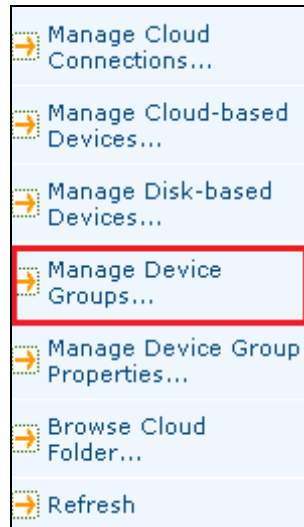 Manage Cloud
Connections...
Manage Cloud-based
Devices...
Manage Disk-based
Devices...
Manage Device
Groups...
Manage Device Group
Properties...
Browse Cloud
Folder...
Refresh